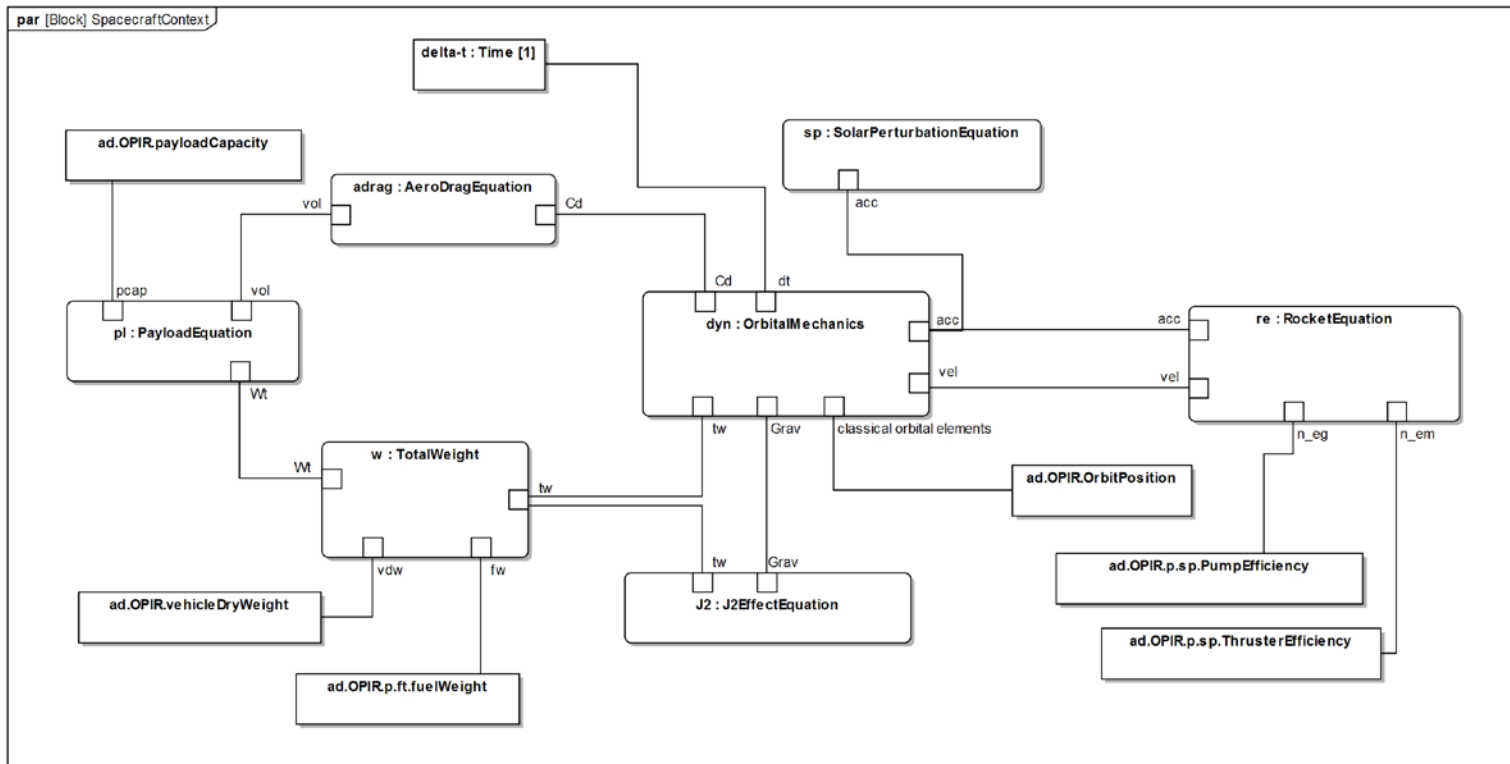 par [Block] SpacecraftContext
delta-t : Time [1]
sp : SolarPerturbationEquation
acc
ad.OPIR.payloadCapacity
adrag : AeroDragEquation
vol
Cd
pcap
vol
pl : PayloadEquation
Wt
Cd
dt
dyn : OrbitalMechanics
acc
vel
tw
Grav
classical orbital elements
acc
vel
re : RocketEquation
n_eg
n_em
Wt
w : TotalWeight
tw
vdw
fw
ad.OPIR.OrbitPosition
tw
Grav
J2 : J2EffectEquation
ad.OPIR.p.sp.PumpEfficiency
ad.OPIR.vehicleDryWeight
ad.OPIR.p.sp.ThrusterEfficiency
ad.OPIR.p.ft.fuelWeight